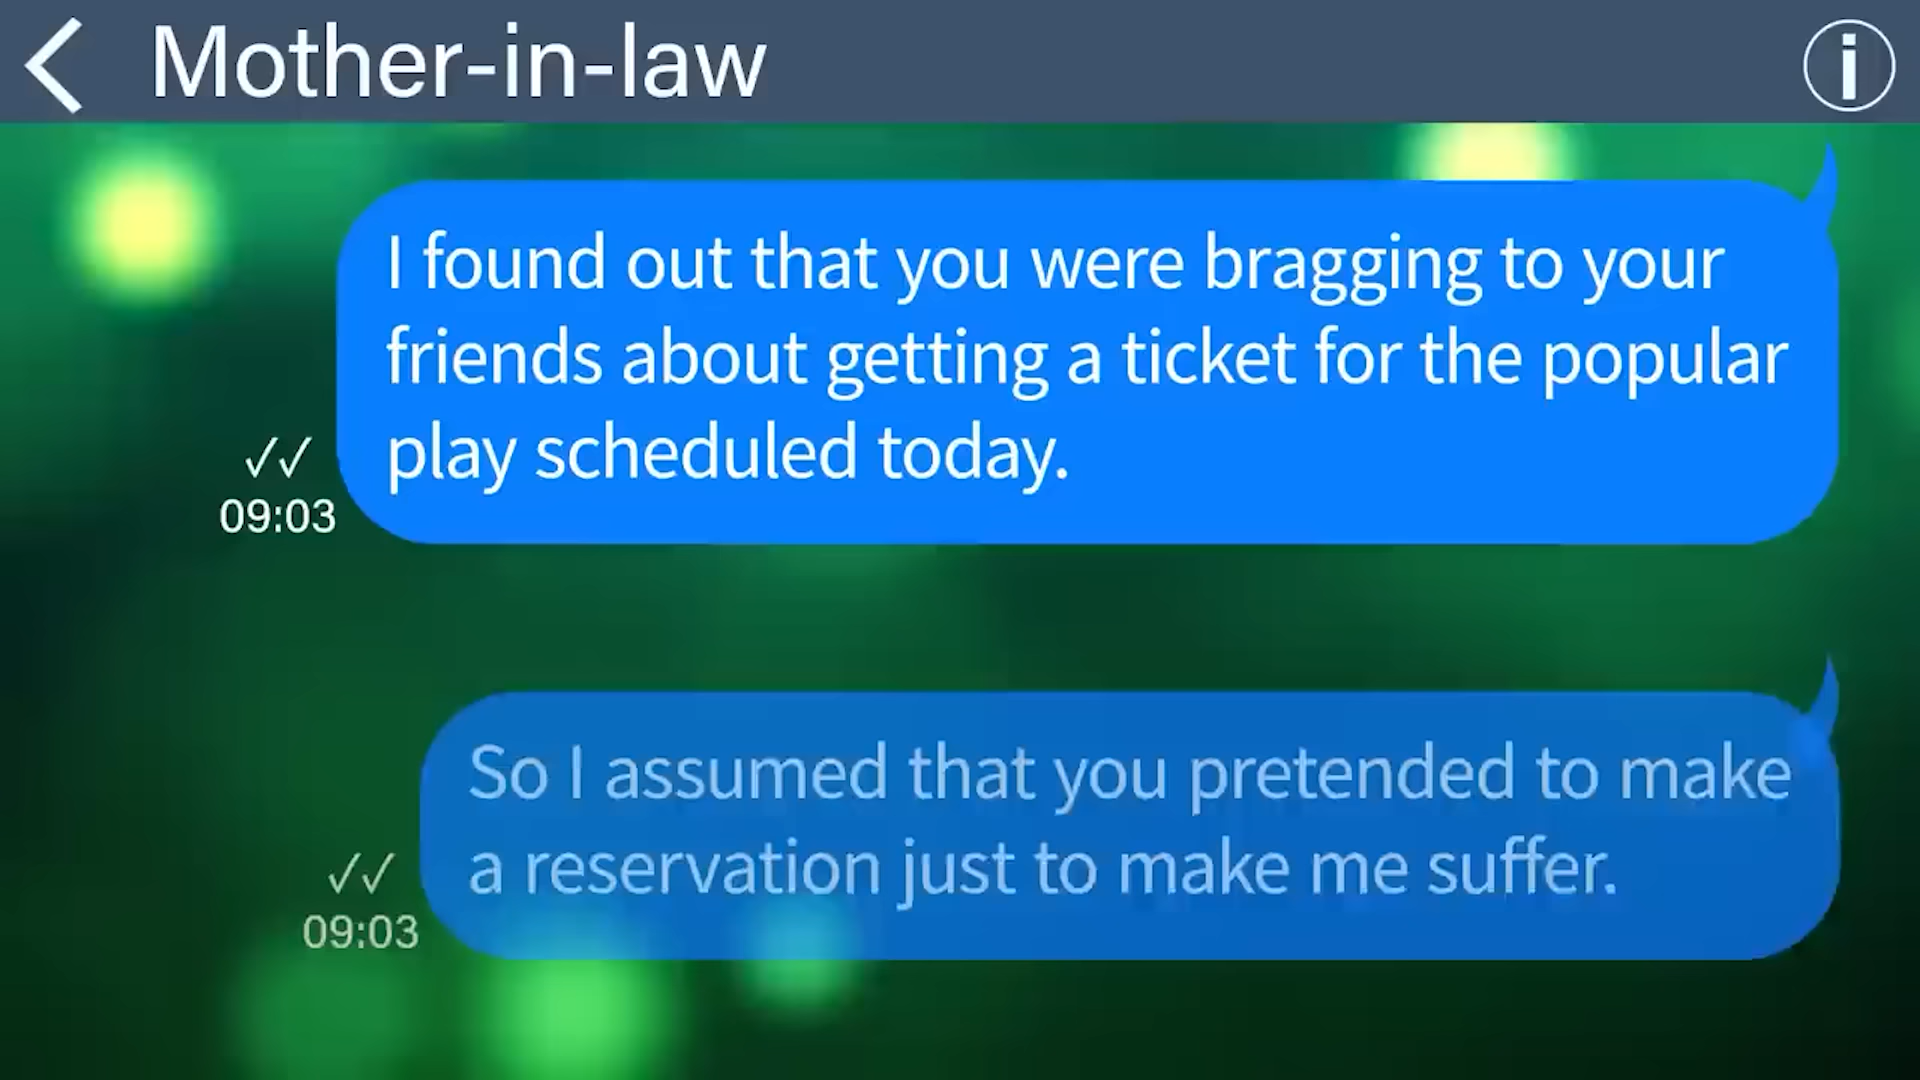 Mother-in-law
I found out that you were bragging to your
friends about getting a ticket for the popular
play scheduled today.
09:03
So I assumed that you pretended to make
a reservation just to make me suffer.
09:03